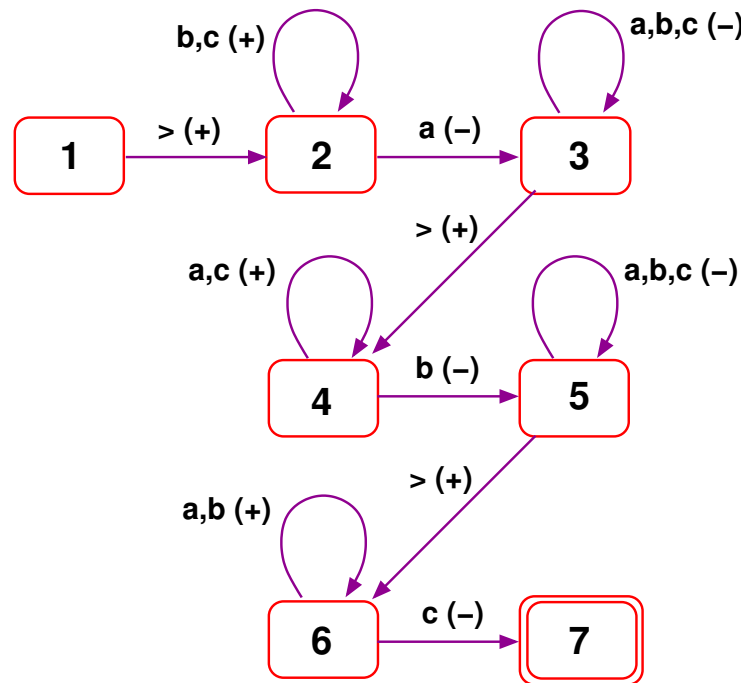 b,c (+)
a,b,c (−)
1
> (+)
2
a (−)
3
> (+)
a,c (+)
a,b,c (−)
4
b (−)
5
> (+)
a,b (+)
6
c (−)
7